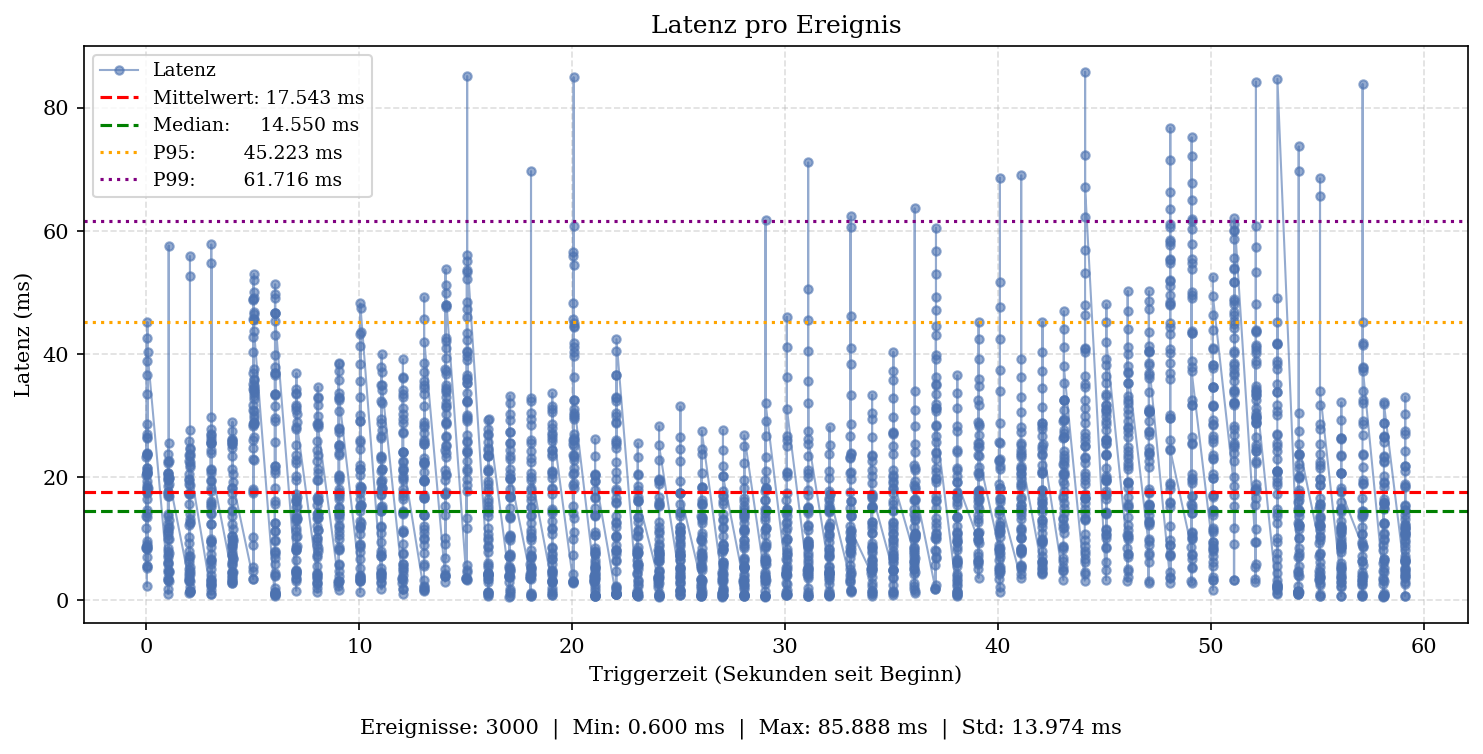 Latenz pro Ereignis
Latenz
Mittelwert: 17.543 ms
Median: 14.550 ms
P95: 45.223 ms
P99: 61.716 ms
Latenz (ms)
80
60
40
20
0
0 10 20 30 40 50 60
Triggerzeit (Sekunden seit Beginn)
Ereignisse: 3000 | Min: 0.600 ms | Max: 85.888 ms | Std: 13.974 ms